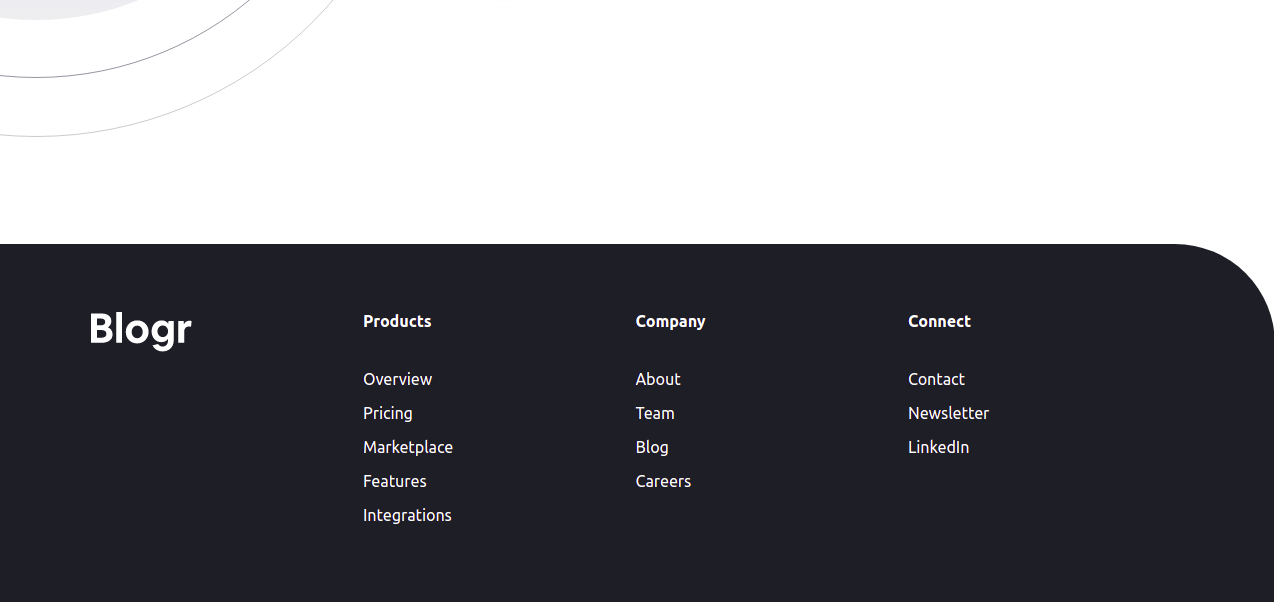 Blogr
Products
Overview
Pricing
Marketplace
Features
Integrations
Company
About
Team
Blog
Careers
Connect
Contact
Newsletter
LinkedIn